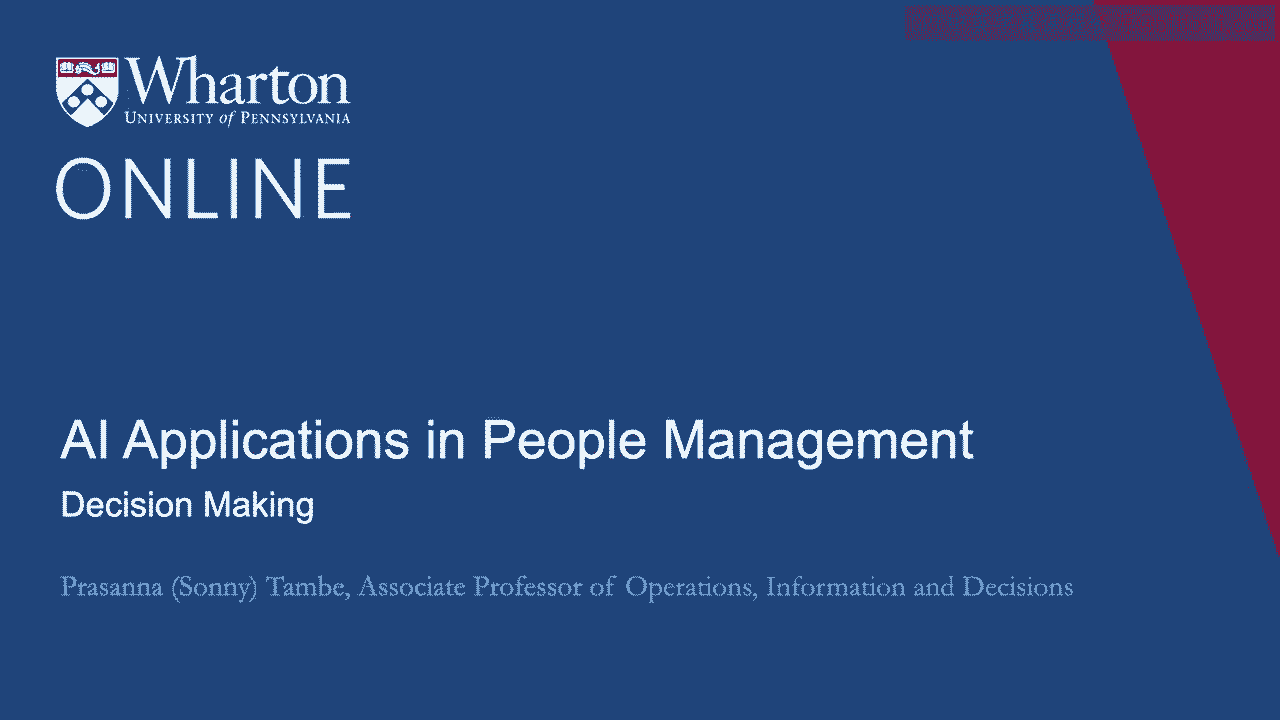 Wharton
UNIVERSITY of PENNSYLVANIA
ONLINE
AI Applications in People Management
Decision Making
Prasanna (Sonny) Tambe, Associate Professor of Operations, Information and Decisions